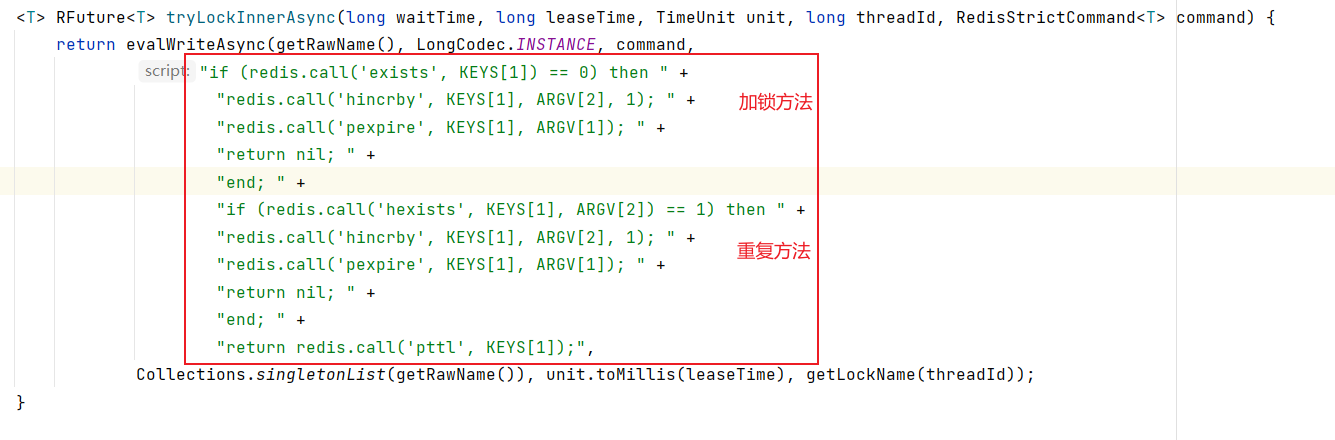 <T> RFuture<T> tryLockInnerAsync(long waitTime, long leaseTime, TimeUnit unit, long threadId, RedisStrictCommand<T> command) {
return evalWriteAsync(getRawName(), LongCodec.INSTANCE, command,
script: "if (redis.call('exists', KEYS[1]) == 0) then " +
"redis.call('hincrby', KEYS[1], ARGV[2], 1); " + 加锁方法
"redis.call('pexpire', KEYS[1], ARGV[1]); " +
"return nil; " +
"end; " +
"if (redis.call('hexists', KEYS[1], ARGV[2]) == 1) then " +
"redis.call('hincrby', KEYS[1], ARGV[2], 1); " + 重复方法
"redis.call('pexpire', KEYS[1], ARGV[1]); " +
"return nil; " +
"end; " +
"return redis.call('pttl', KEYS[1]);",
Collections.singletonList(getRawName()), unit.toMillis(leaseTime), getLockName(threadId));
}